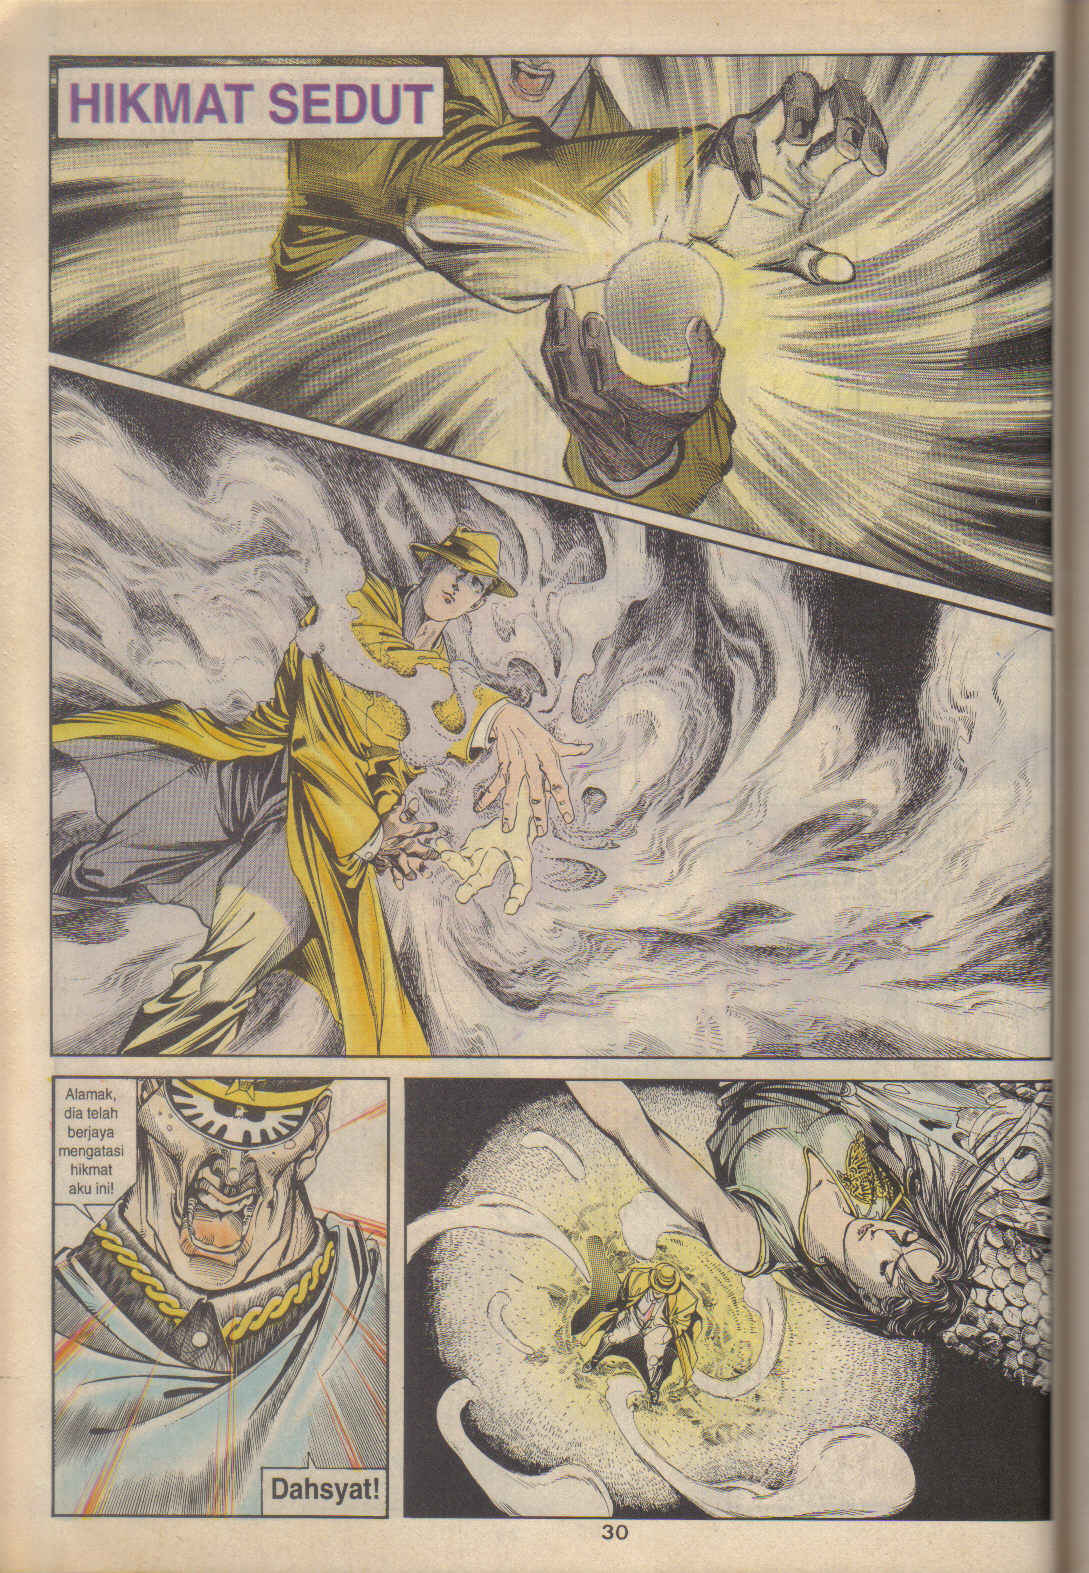 HIKMAT SEDUT
Alamak,
dia telah
berjaya
mengatasi
hikmat
aku ini!
Dahsyat!
30